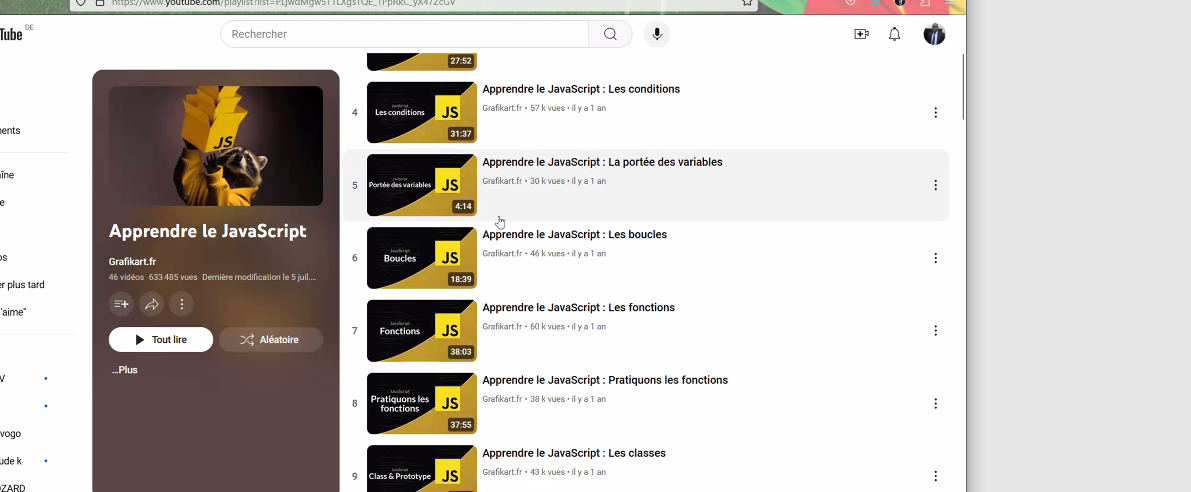 https://www.youtube.com/playlist?list=
Tube DE
Rechercher
27:52
ments
aîne
er plus tard
"aime"
vogo
ude k
OZARD
JS
Apprendre le JavaScript
Grafikart.fr
46 vidéos 633 485 vues Dernière modification le 5 juil.…
Tout lire
Aléatoire
...Plus
4
JavaScript
Les conditions
JS
31:37
Apprendre le JavaScript : Les conditions
Grafikart.fr • 57 k vues • il y a 1 an
5
Portée des variables
JS
4:14
Apprendre le JavaScript : La portée des variables
Grafikart.fr • 30 k vues • il y a 1 an
6
JavaScript
Boucles
JS
18:39
Apprendre le JavaScript : Les boucles
Grafikart.fr • 46 k vues • il y a 1 an
7
JavaScript
Fonctions
JS
38:03
Apprendre le JavaScript : Les fonctions
Grafikart.fr • 60 k vues • il y a 1 an
8
JavaScript
Pratiquons les
fonctions
JS
37:55
Apprendre le JavaScript : Pratiquons les fonctions
Grafikart.fr • 38 k vues • il y a 1 an
9
JavaScript
Class & Prototype
JS
Apprendre le JavaScript : Les classes
Grafikart.fr • 43 k vues • il y a 1 an